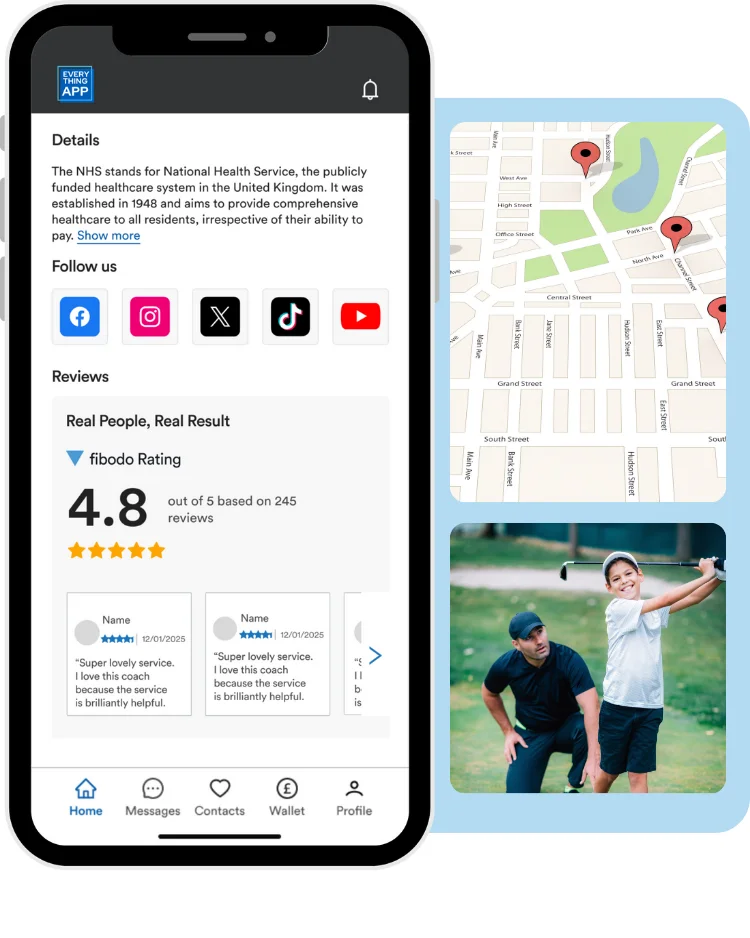 EVERY
THING
APP
Details
The NHS stands for National Health Service, the publicly
funded healthcare system in the United Kingdom. It was
established in 1948 and aims to provide comprehensive
healthcare to all residents, irrespective of their ability to
pay. Show more
Follow us
Reviews
Real People, Real Result
fibodo Rating
4.8
out of 5 based on 245
reviews
Name
12/01/2025
“Super lovely service.
I love this coach
because the service
is brilliantly helpful.
Name
12/01/2025
“Super lovely service.
I love this coach
because the service
is brilliantly helpful.
“S
I l
b
is
Home
Messages
Contacts
Wallet
Profile
Main Ave
Hudson Street
Street
West Ave
Channel Street
High Street
Office Street
Park Ave
North Ave
Channel Street
Ave
Central Street
Main Ave
Bank Street
Jane Street
Hudson Street
East Street
Grand Street
Grand Street
East Street
South Street
Sout
Main Ave
Bank Street
Hudson Street